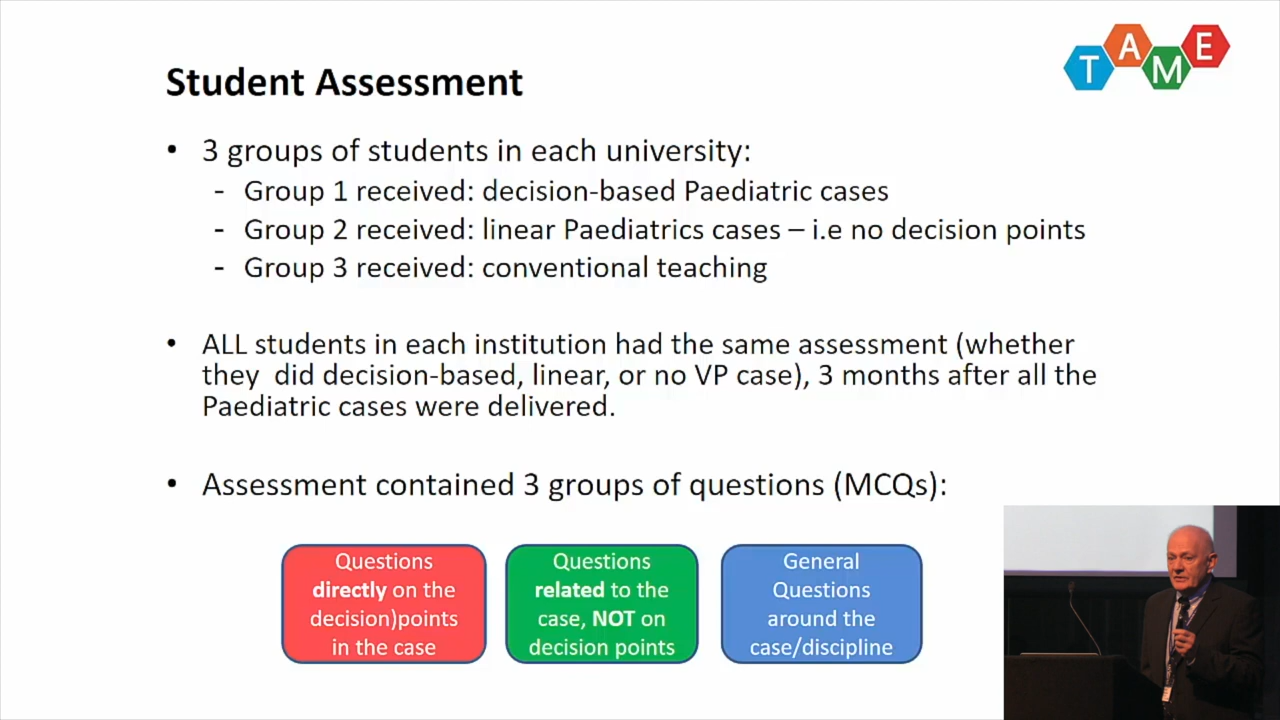 TAME
Student Assessment
• 3 groups of students in each university:
- Group 1 received: decision-based Paediatric cases
- Group 2 received: linear Paediatrics cases – i.e no decision points
- Group 3 received: conventional teaching
• ALL students in each institution had the same assessment (whether
they did decision-based, linear, or no VP case), 3 months after all the
Paediatric cases were delivered.
• Assessment contained 3 groups of questions (MCQs):
Questions
directly on the
decision)points
in the case
Questions
related to the
case, NOT on
decision points
General
Questions
around the
case/discipline